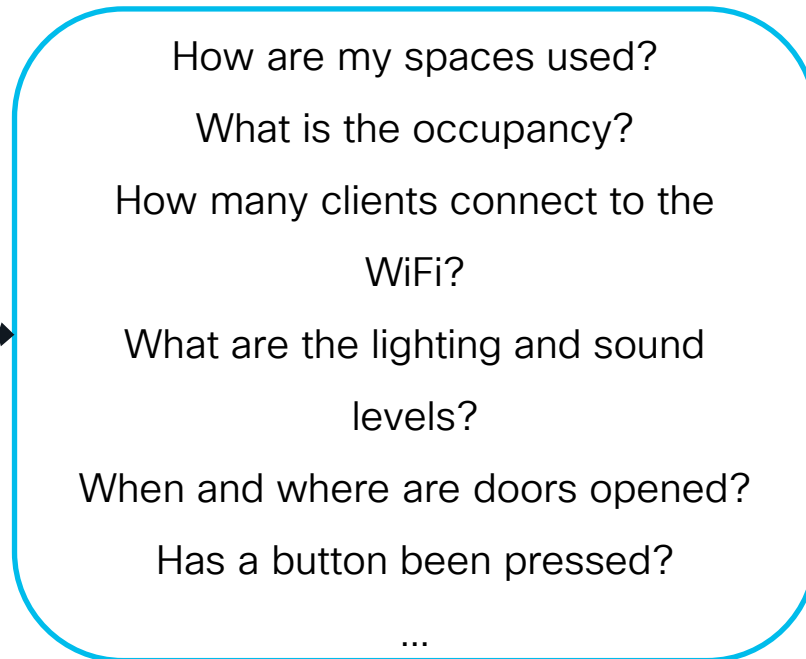 How are my spaces used?
What is the occupancy?
How many clients connect to the
WiFi?
What are the lighting and sound
levels?
When and where are doors opened?
Has a button been pressed?
...